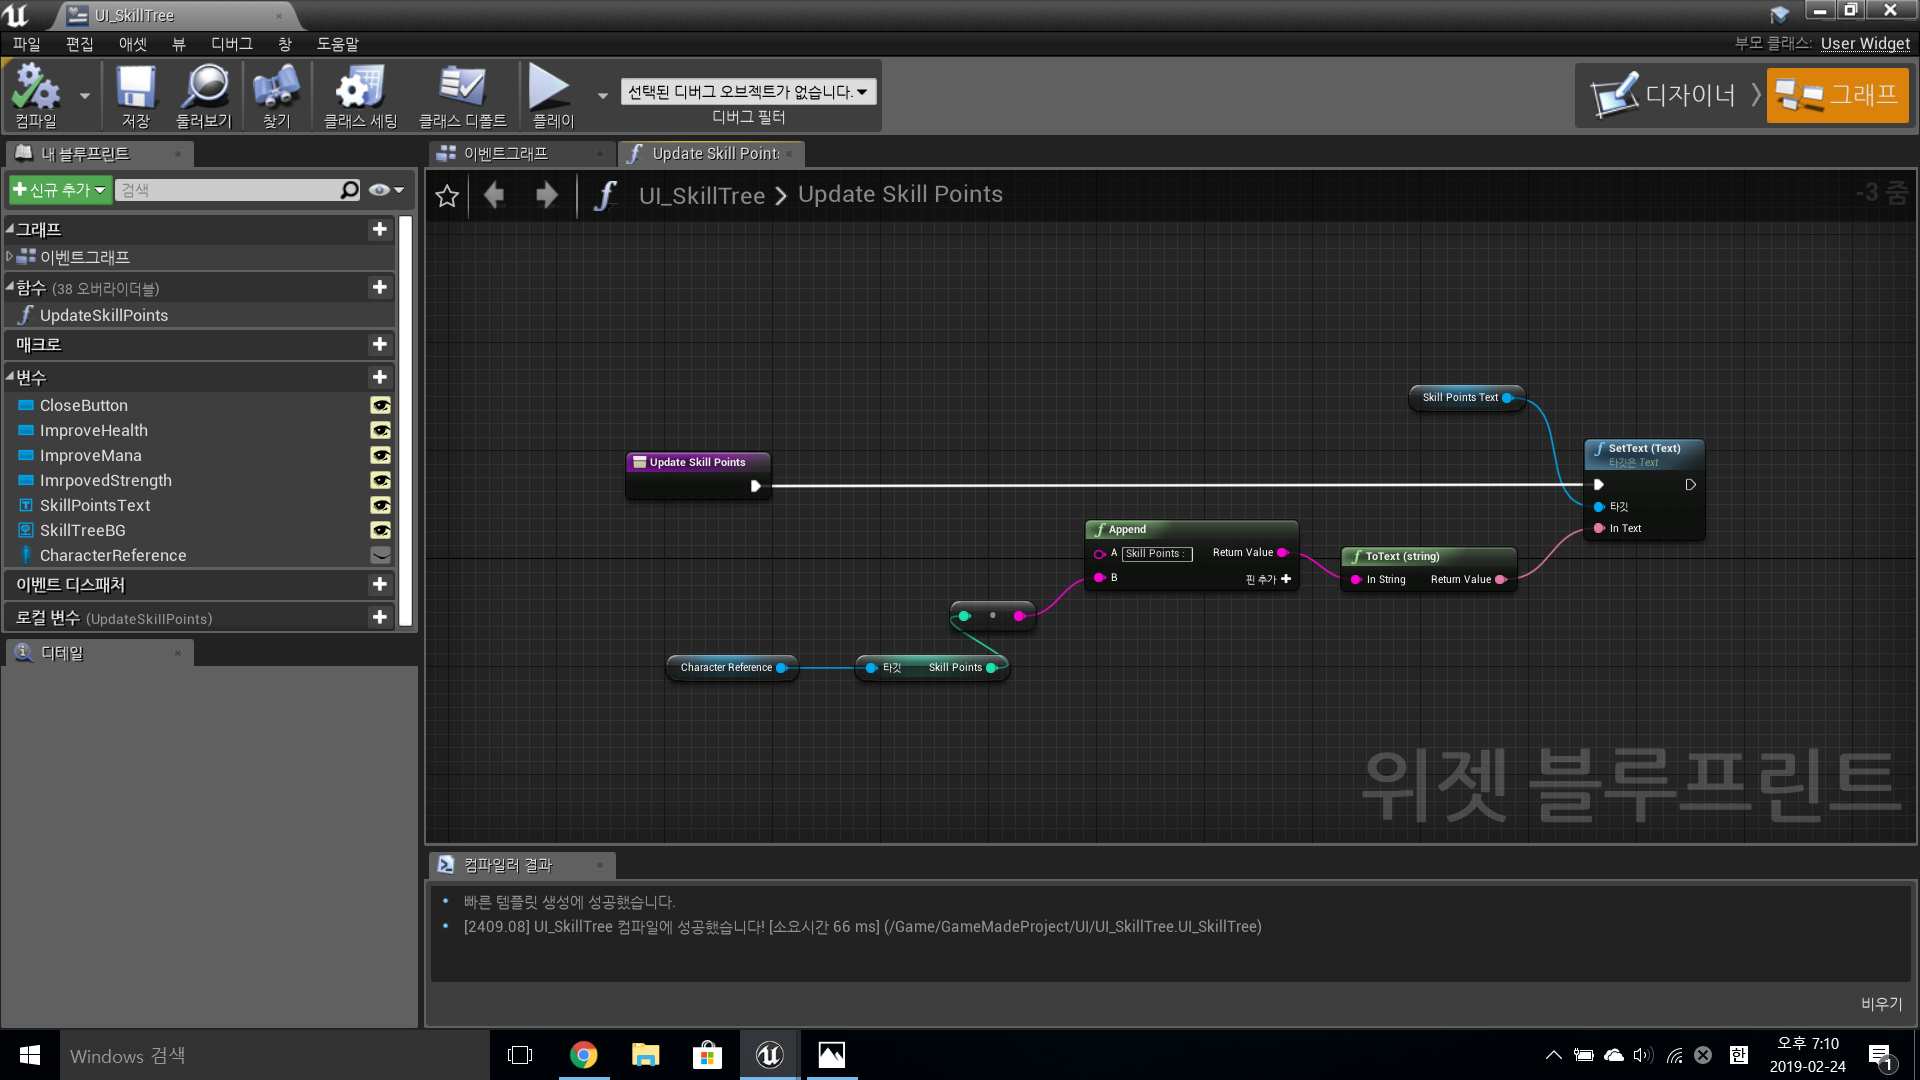 UI_SkillTree
파일 편집 애셋 뷰 디버그 창 도움말
부모 클래스: User Widget
컴파일 저장 둘러보기 찾기 클래스 세팅 클래스 디폴트 플레이
선택된 디버그 오브젝트가 없습니다.
디버그 필터
디자이너 그래프
내 블루프린트
신규 추가 검색
그래프
이벤트그래프
함수 (38 오버라이더블)
UpdateSkillPoints
매크로
변수
CloseButton
ImproveHealth
ImproveMana
ImrpovedStrength
SkillPointsText
SkillTreeBG
CharacterReference
이벤트 디스패처
로컬 변수 (UpdateSkillPoints)
디테일
이벤트그래프 Update Skill Point
UI_SkillTree Update Skill Points
-3 줌
Skill Points Text
SetText (Text)
타깃은 Text
타깃
In Text
Update Skill Points
Append
A Skill Points : Return Value
B 핀 추가
ToText (string)
In String Return Value
Character Reference
타깃 Skill Points
위젯 블루프린트
컴파일러 결과
빠른 템플릿 생성에 성공했습니다.
[2409.08] UI_SkillTree 컴파일에 성공했습니다! [소요시간 66 ms] (/Game/GameMadeProject/UI/UI_SkillTree.UI_SkillTree)
비우기
Windows 검색
한
오후 7:10
2019-02-24
1